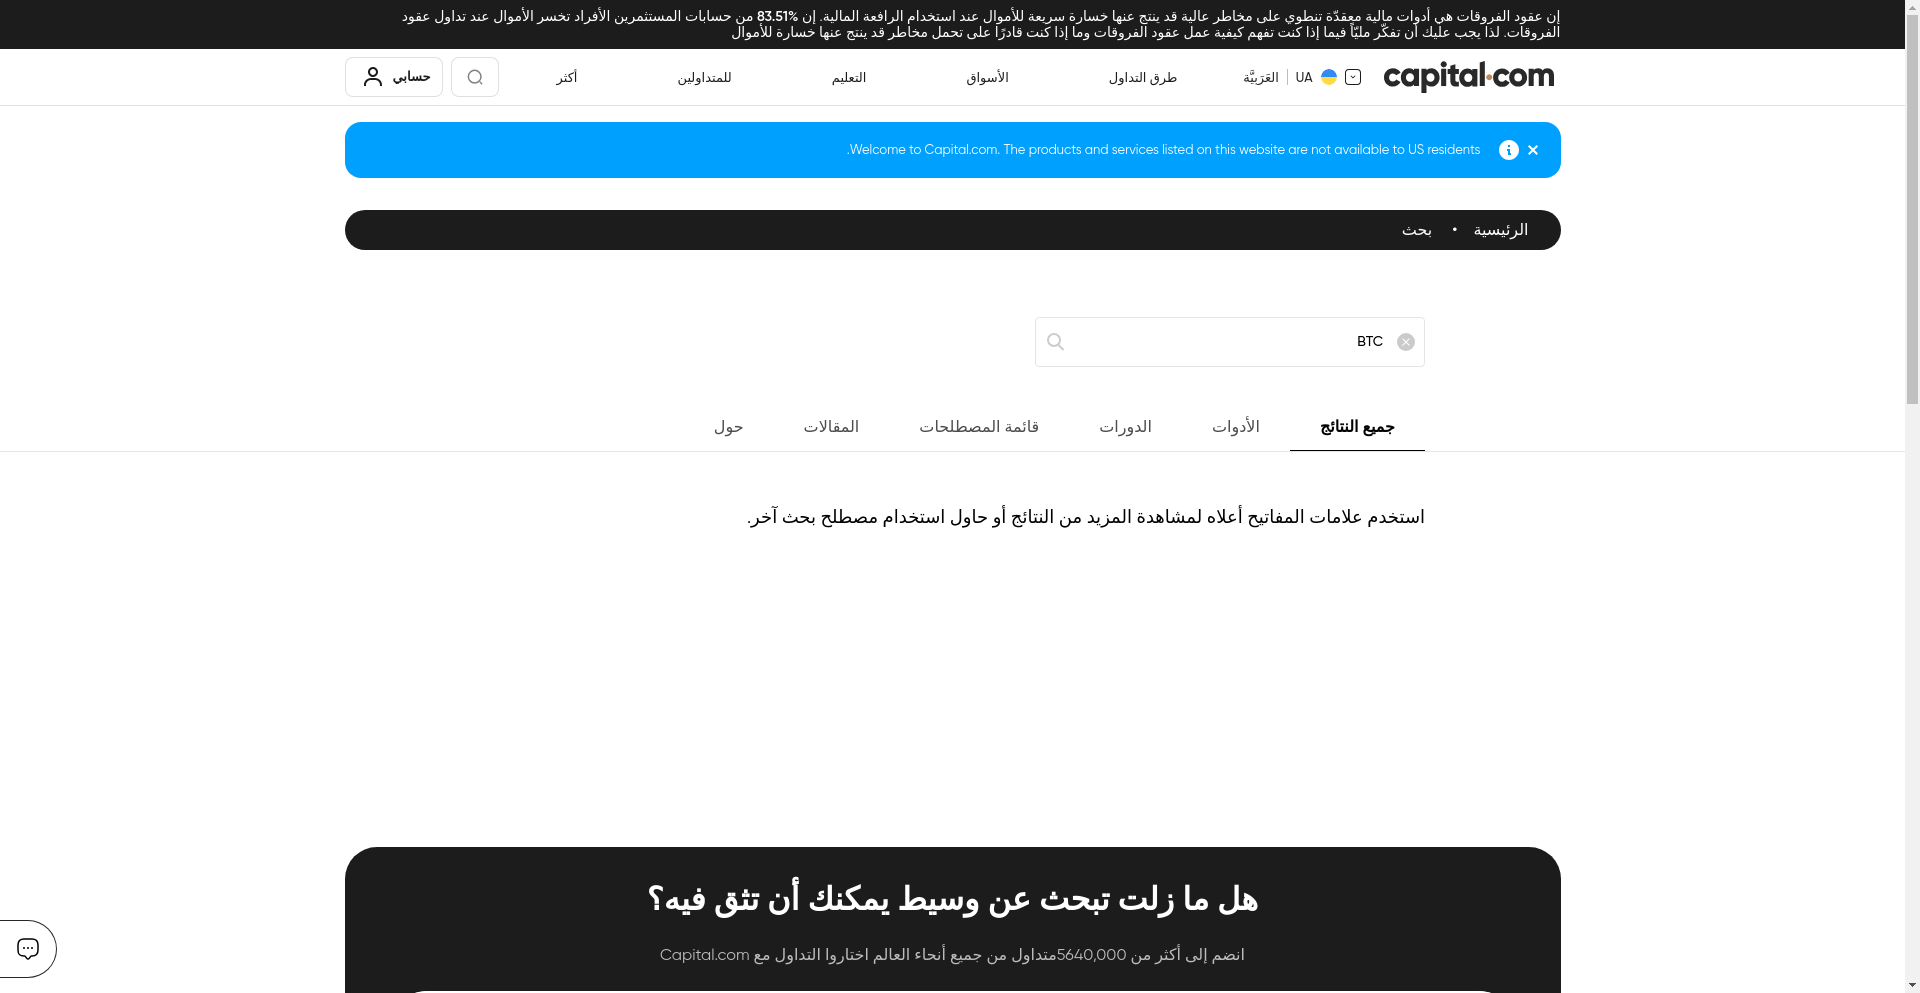 إن عقود الفروقات هي أدوات مالية معقدّة تنطوي على مخاطر عالية قد ينتج عنها خسارة سريعة للأموال عند استخدام الرافعة المالية. إن 83.51% من حسابات المستثمرين الأفراد تخسر الأموال عند تداول عقود
الفروقات. لذا يجب عليك أن تفكّر مليّاً فيما إذا كنت تفهم كيفية عمل عقود الفروقات وما إذا كنت قادرًا على تحمل مخاطر قد ينتج عنها خسارة للأموال
capital.com
UA
العَرَبِيَّة
طرق التداول
الأسواق
التعليم
للمتداولين
أكثر
حسابي
Welcome to Capital.com. The products and services listed on this website are not available to US residents.
الرئيسية • بحث
BTC
جميع النتائج
الأدوات
الدورات
قائمة المصطلحات
المقالات
حول
استخدم علامات المفاتيح أعلاه لمشاهدة المزيد من النتائج أو حاول استخدام مصطلح بحث آخر.
هل ما زلت تبحث عن وسيط يمكنك أن تثق فيه؟
انضم إلى أكثر من 5640,000متداول من جميع أنحاء العالم اختاروا التداول مع Capital.com